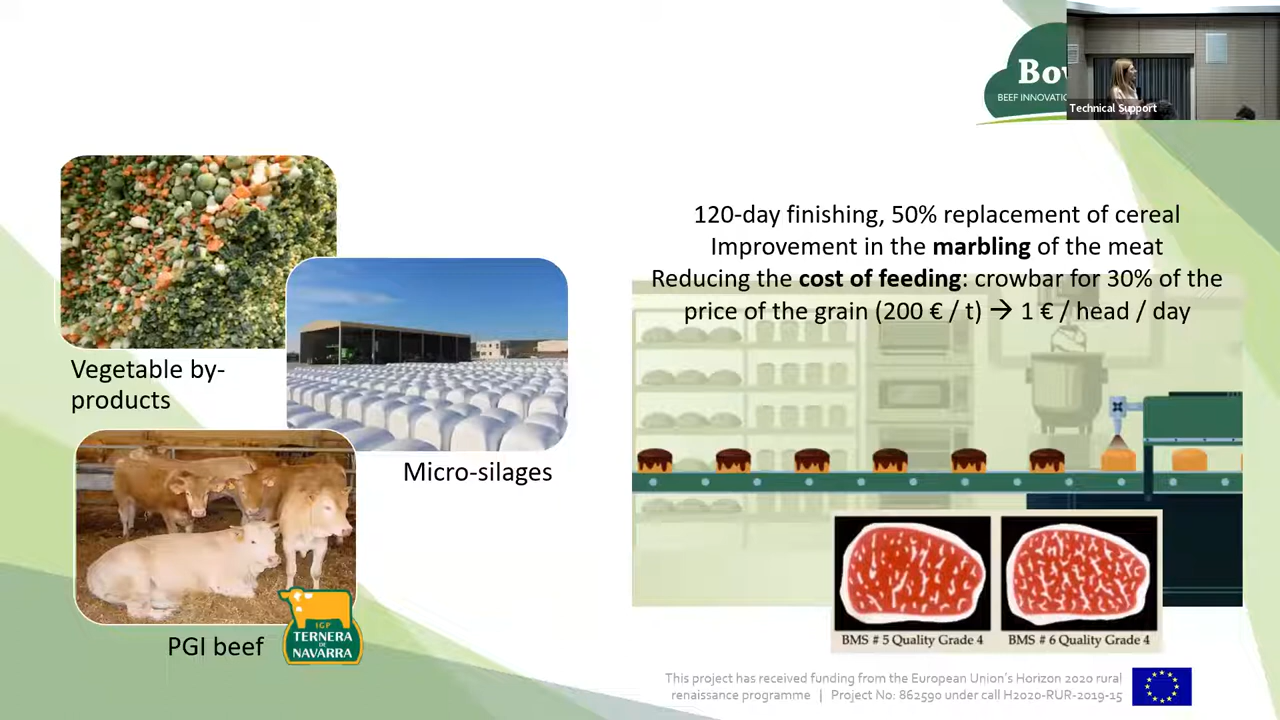 Bov
BEEF INNOVATIO
Technical Support
120-day finishing, 50% replacement of cereal
Improvement in the marbling of the meat
Reducing the cost of feeding: crowbar for 30% of the
price of the grain (200 € / t) → 1 € / head / day
Vegetable by-
products
Micro-silages
PGI beef
IGP
TERNERA
DE
NAVARRA
BMS # 5 Quality Grade 4
BMS # 6 Quality Grade 4
This project has received funding from the European Union's Horizon 2020 rural
renaissance programme | Project No: 862590 under call H2020-RUR-2019-15